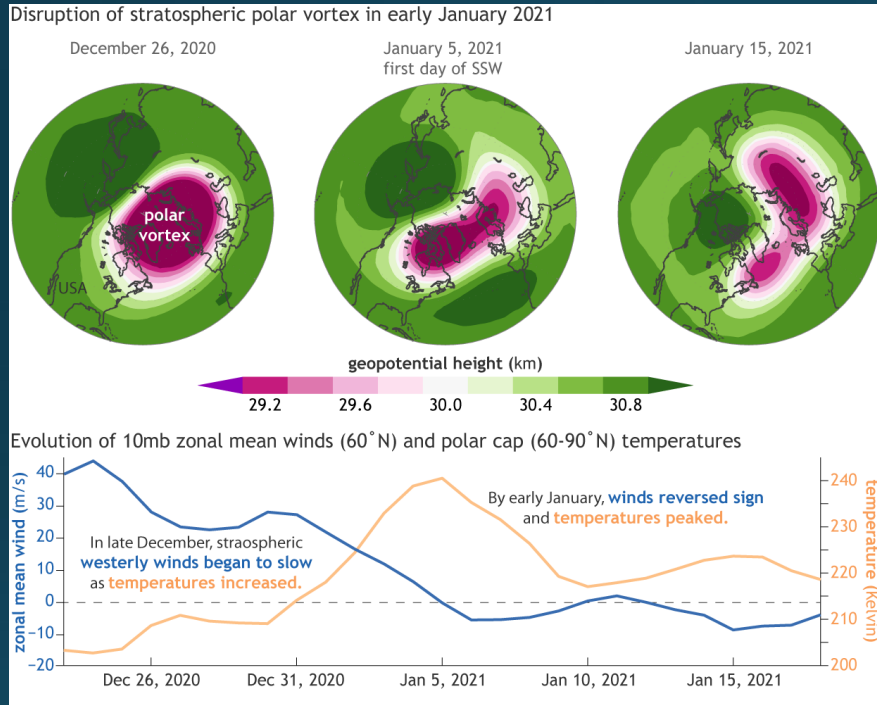 Disruption of stratospheric polar vortex in early January 2021
December 26, 2020
January 5, 2021
first day of SSW
January 15, 2021
polar
vortex
USA
geopotential height (km)
29.2 29.6 30.0 30.4 30.8
Evolution of 10mb zonal mean winds (60˚N) and polar cap (60-90˚N) temperatures
zonal mean wind (m/s)
40
30
20
10
0
−10
−20
In late December, straospheric
westerly winds began to slow
as temperatures increased.
By early January, winds reversed sign
and temperatures peaked.
240
230
220
210
200
temperature (Kelvin)
Dec 26, 2020 Dec 31, 2020 Jan 5, 2021 Jan 10, 2021 Jan 15, 2021